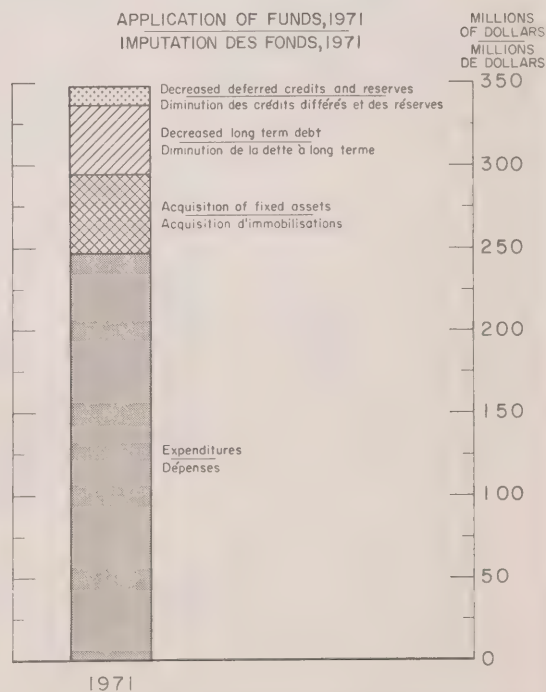 APPLICATION OF FUNDS, 1971
IMPUTATION DES FONDS, 1971
MILLIONS
OF DOLLARS
MILLIONS
DE DOLLARS
350
Decreased deferred credits and reserves
Diminution des crédits différés et des réserves
Decreased long term debt
Diminution de la dette à long terme
300
Acquisition of fixed assets
Acquisition d'immobilisations
250
200
150
Expenditures
Dépenses
100
50
0
1971